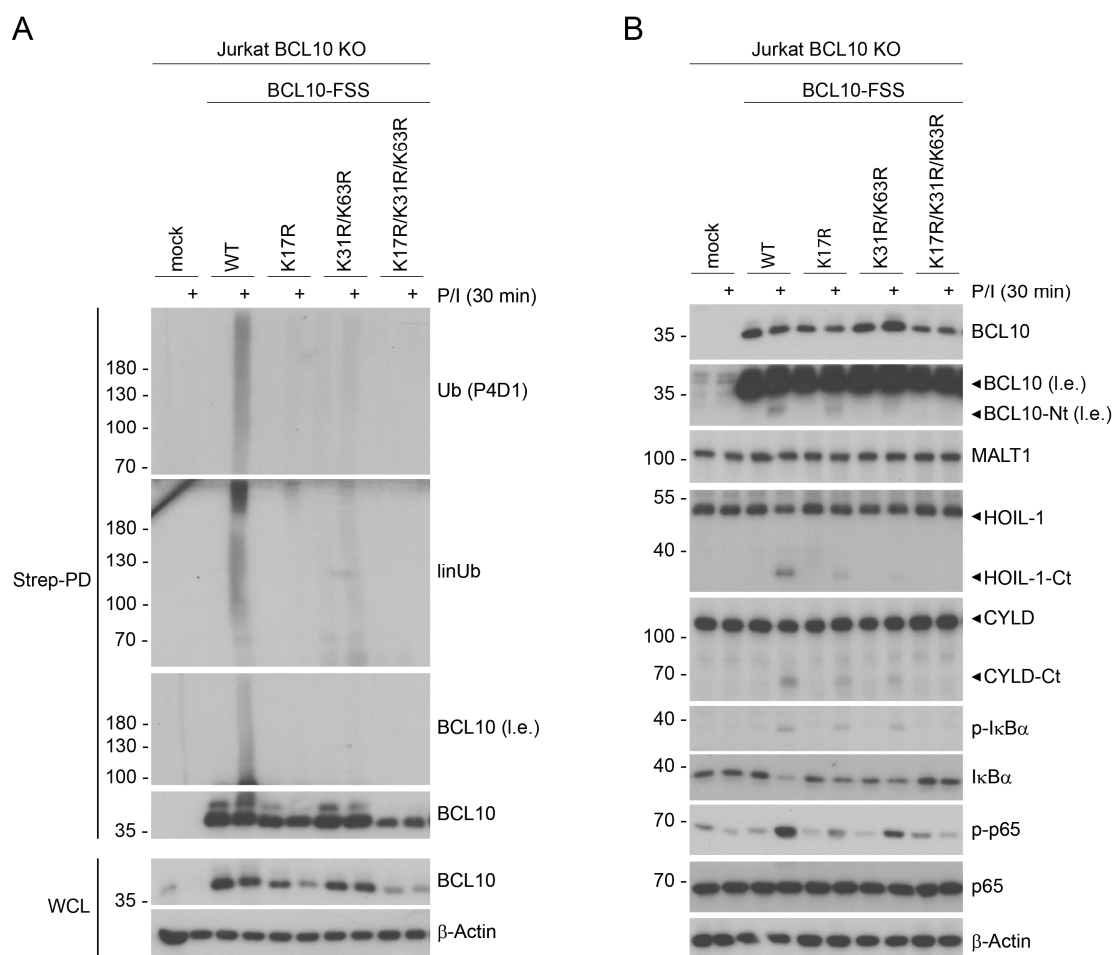 A
Jurkat BCL10 KO
BCL10-FSS
mock
WT
K17R
K31R/K63R
K17R/K31R/K63R
+ + + + + P/I (30 min)
Strep-PD
180 -
130 -
100 -
70 -
Ub (P4D1)
180 -
130 -
100 -
70 -
linUb
180 -
130 -
100 -
BCL10 (l.e.)
35 -
BCL10
WCL
35 -
BCL10
β-Actin
B
Jurkat BCL10 KO
BCL10-FSS
mock
WT
K17R
K31R/K63R
K17R/K31R/K63R
+ + + + + P/I (30 min)
35 -
BCL10
35 -
◄BCL10 (l.e.)
◄BCL10-Nt (l.e.)
100 -
MALT1
55 -
40 -
◄HOIL-1
◄HOIL-1-Ct
100 -
70 -
◄CYLD
◄CYLD-Ct
40 -
p-IκBα
40 -
IκBα
70 -
p-p65
70 -
p65
β-Actin